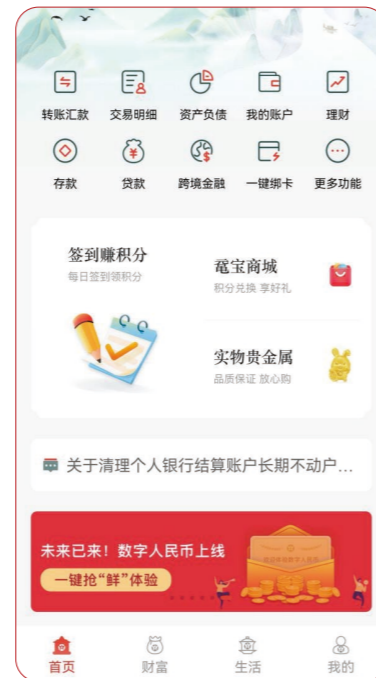 转账汇款 交易明细 资产负债 我的账户 理财
存款 贷款 跨境金融 一键绑卡 更多功能
签到赚积分
每日签到领积分
鼋宝商城
积分兑换 享好礼
实物贵金属
品质保证 放心购
关于清理个人银行结算账户长期不动户…
未来已来！数字人民币上线
一键抢“鲜”体验
首页 财富 生活 我的